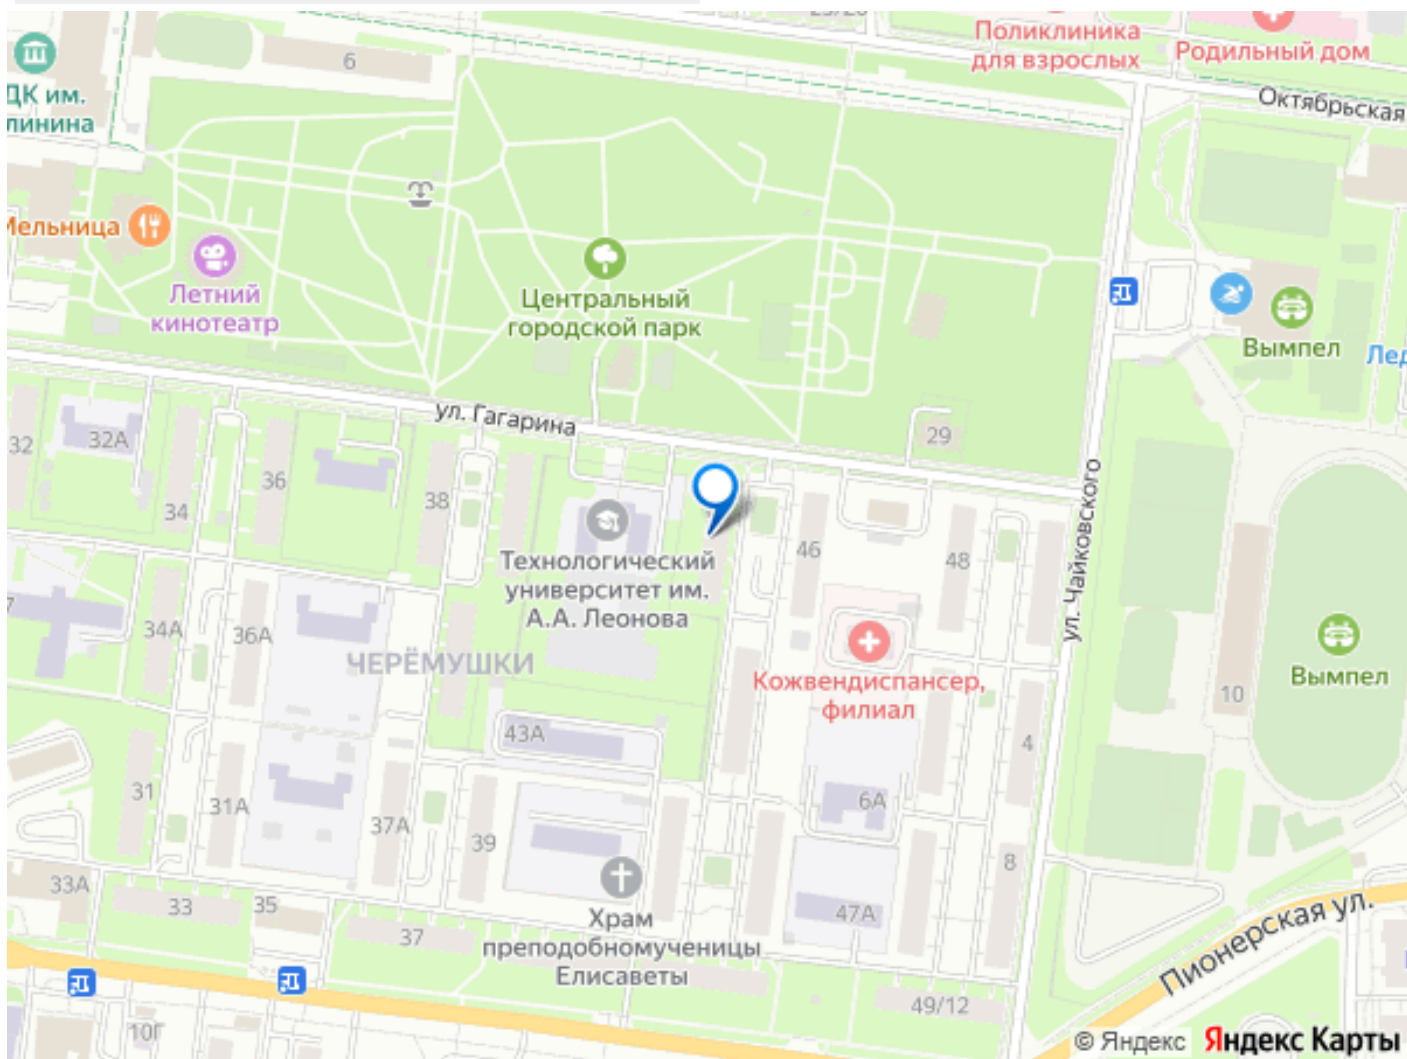 Поликлиника
для взрослых
Родильный дом
6
ДК им.
Октябрьская
Мельница
Летний
кинотеатр
Центральный
городской парк
Вымпел
ул. Гагарина
29
32
32А
36
38
34
46
48
Технологический
университет им.
А.А. Леонова
ул. Чайковского
34А
36А
ЧЕРЁМУШКИ
Кожвендиспансер,
филиал
Вымпел
10
43А
4
31
31А
37А
39
6А
8
33А
33
35
37
47А
Храм
преподобномученицы
Елисаветы
Пионерская ул.
49/12
10Г
© Яндекс Яндекс Карты